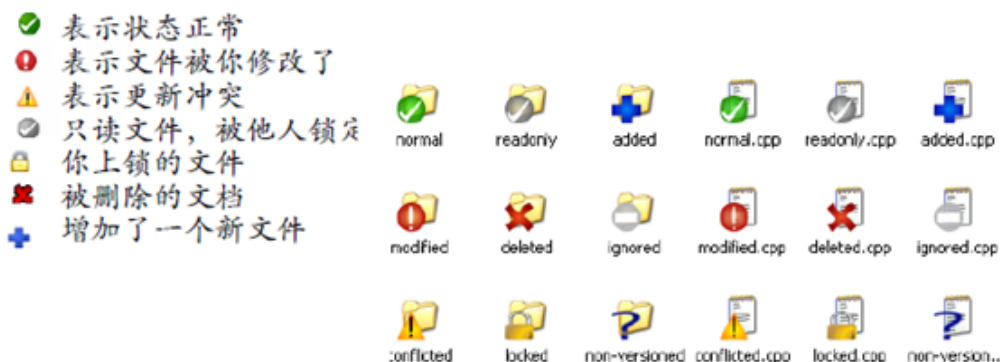 表示状态正常
表示文件被你修改了
表示更新冲突
只读文件，被他人锁定
你上锁的文件
被删除的文档
增加了一个新文件
normal readonly added normal.cpp readonly.cpp added.cpp
modified deleted ignored modified.cpp deleted.cpp ignored.cpp
conflicted locked non-versioned conflicted.cpp locked.cpp non-version...